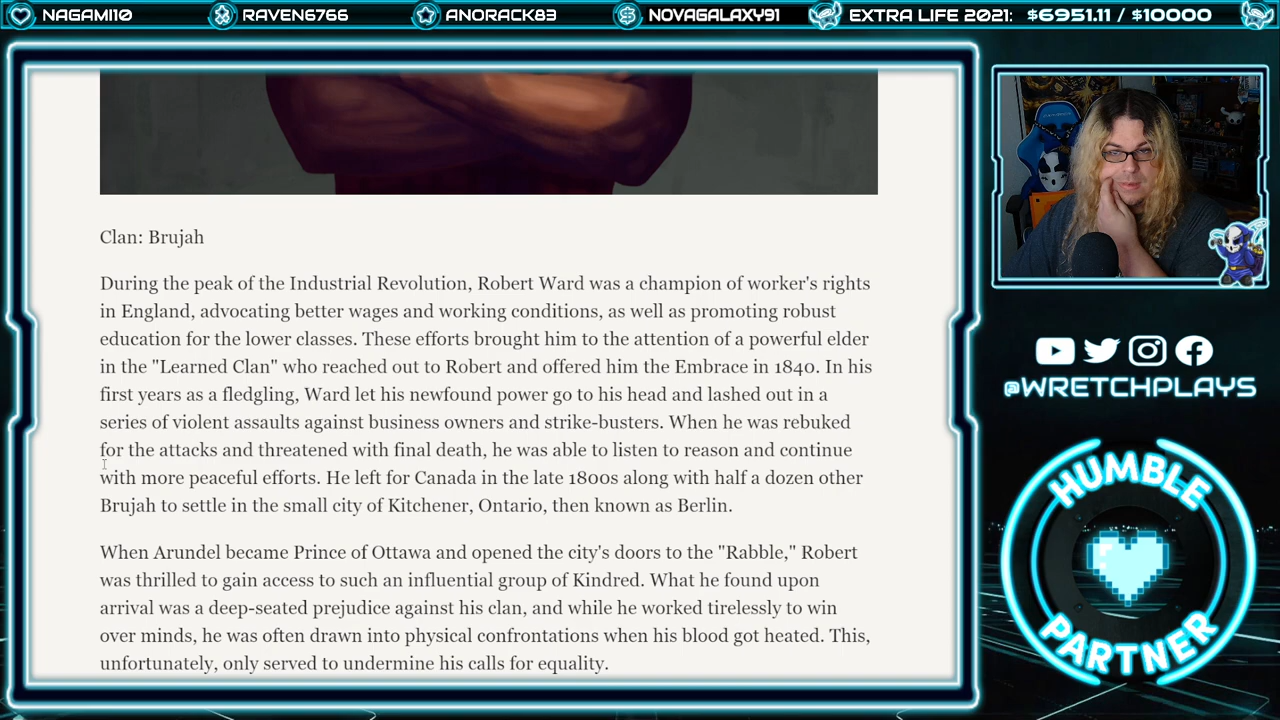 NAGAMI10
RAVEN6766
ANORACK83
NOVAGALAXY91
EXTRA LIFE 2021: $6951.11 / $10000
Clan: Brujah
During the peak of the Industrial Revolution, Robert Ward was a champion of worker's rights
in England, advocating better wages and working conditions, as well as promoting robust
education for the lower classes. These efforts brought him to the attention of a powerful elder
in the "Learned Clan" who reached out to Robert and offered him the Embrace in 1840. In his
first years as a fledgling, Ward let his newfound power go to his head and lashed out in a
series of violent assaults against business owners and strike-busters. When he was rebuked
for the attacks and threatened with final death, he was able to listen to reason and continue
with more peaceful efforts. He left for Canada in the late 1800s along with half a dozen other
Brujah to settle in the small city of Kitchener, Ontario, then known as Berlin.
When Arundel became Prince of Ottawa and opened the city's doors to the "Rabble," Robert
was thrilled to gain access to such an influential group of Kindred. What he found upon
arrival was a deep-seated prejudice against his clan, and while he worked tirelessly to win
over minds, he was often drawn into physical confrontations when his blood got heated. This,
unfortunately, only served to undermine his calls for equality.
@WRETCHPLAYS
HUMBLE
PARTNER